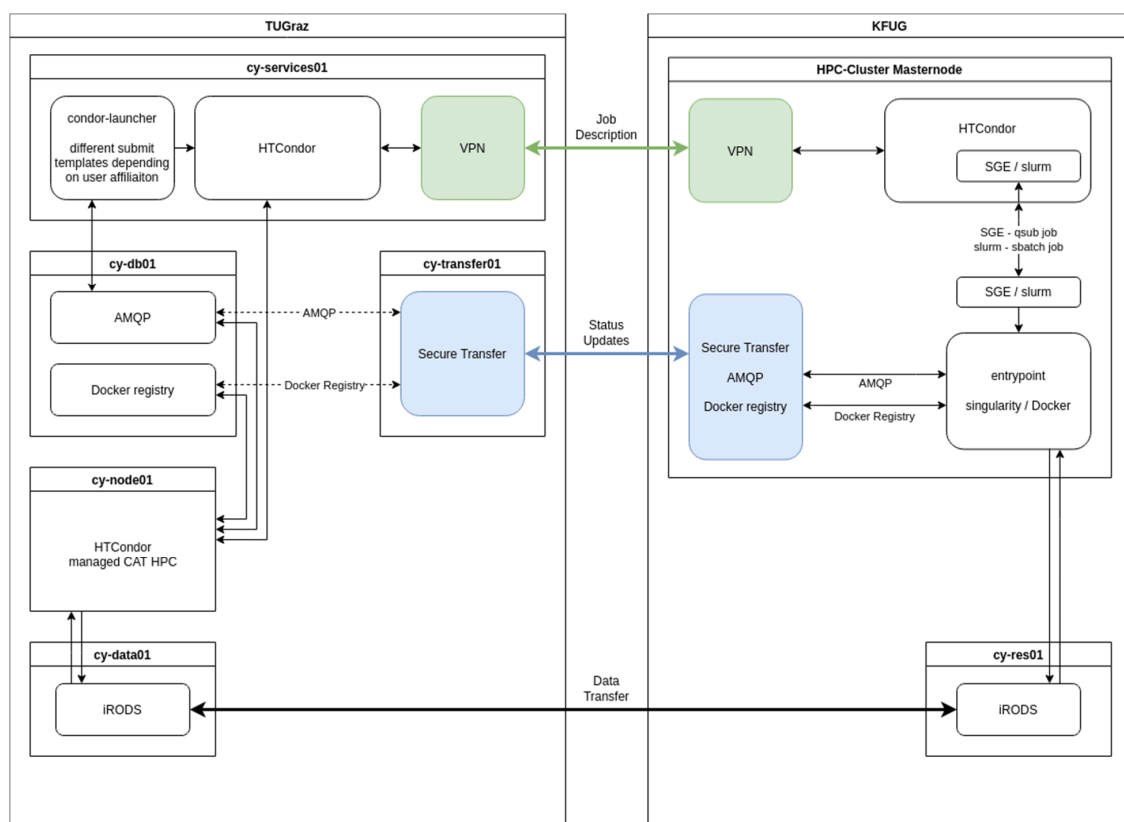 TUGraz
KFUG
cy-services01
HPC-Cluster Masternode
condor-launcher
different submit
templates depending
on user affiliaiton
HTCondor
VPN
Job
Description
VPN
HTCondor
SGE / slurm
SGE - qsub job
slurm - sbatch job
SGE / slurm
cy-db01
AMQP
Docker registry
AMQP
Docker Registry
cy-transfer01
Secure Transfer
Status
Updates
Secure Transfer
AMQP
Docker registry
AMQP
Docker Registry
entrypoint
singularity / Docker
cy-node01
HTCondor
managed CAT HPC
cy-data01
iRODS
Data
Transfer
cy-res01
iRODS